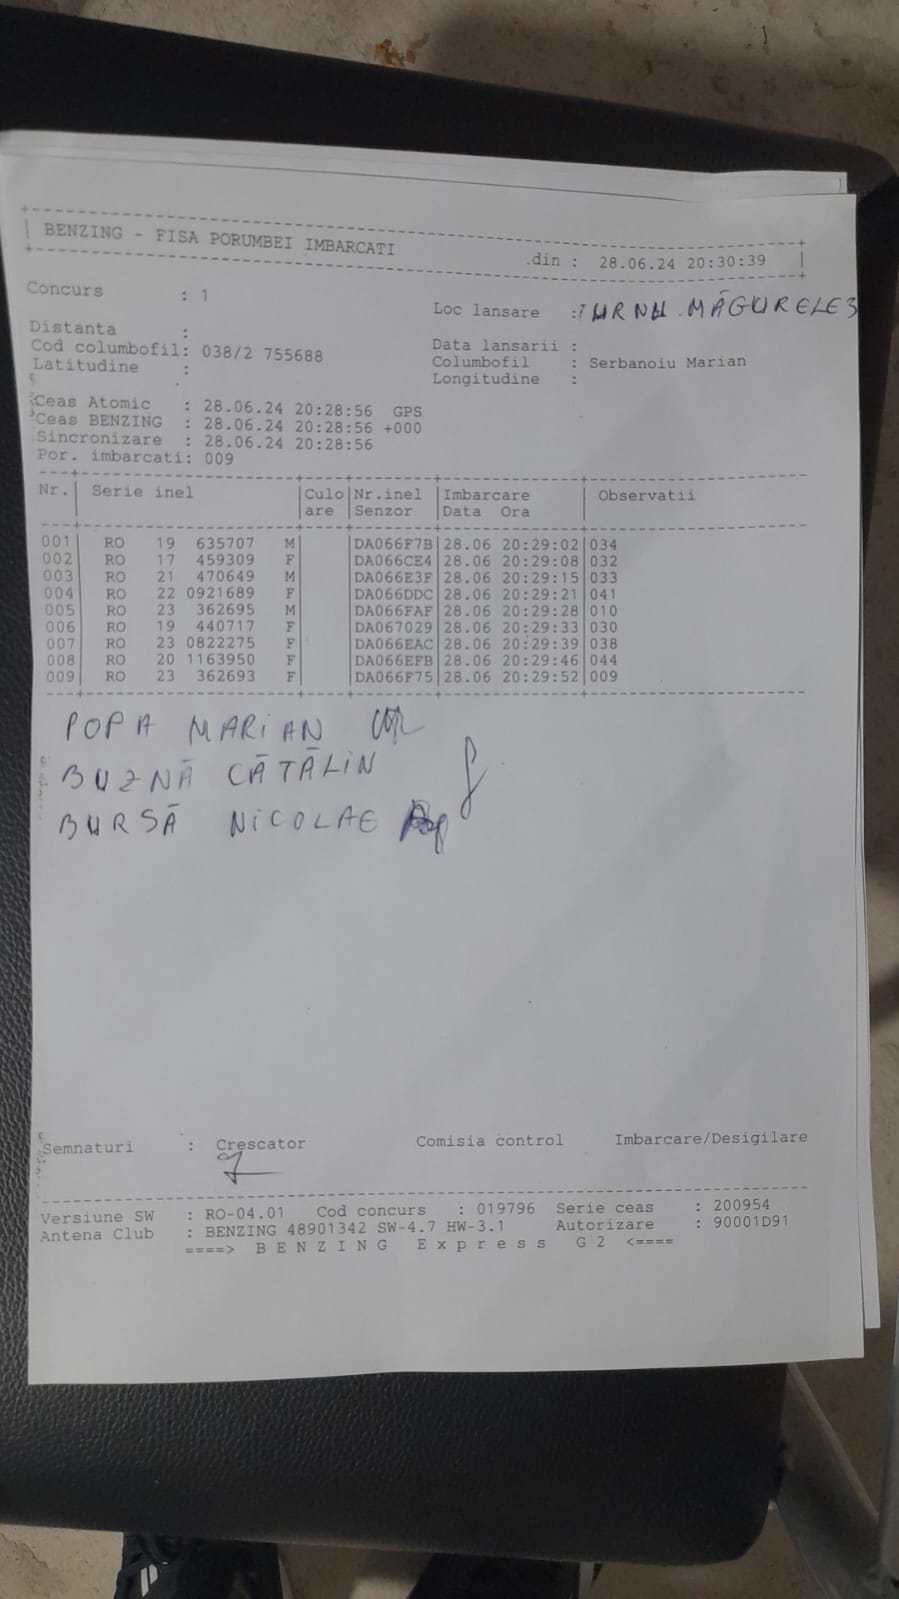 BENZING - FISA PORUMBEI IMBARCATI din : 28.06.24 20:30:39
Concurs : 1 Loc lansare : TURNU MĂGURELE 3
Distanta : Data lansarii :
Cod columbofil: 038/2 755688 Columbofil : Serbanoiu Marian
Latitudine : Longitudine :
Ceas Atomic : 28.06.24 20:28:56 GPS
Ceas BENZING : 28.06.24 20:28:56 +000
Sincronizare : 28.06.24 20:28:56
Por. imbarcati: 009
Nr. | Serie inel |Culo|Nr.inel |Imbarcare | Observatii
|are |Senzor |Data Ora |
001| RO 19 635707 M| |DA066F7B|28.06 20:29:02|034
002| RO 17 459309 F| |DA066CE4|28.06 20:29:08|032
003| RO 21 470649 M| |DA066E3F|28.06 20:29:15|033
004| RO 22 0921689 F| |DA066DDC|28.06 20:29:21|041
005| RO 23 362695 M| |DA066FAF|28.06 20:29:28|010
006| RO 19 440717 F| |DA067029|28.06 20:29:33|030
007| RO 23 0822275 F| |DA066EAC|28.06 20:29:39|038
008| RO 20 1163950 F| |DA066EFB|28.06 20:29:46|044
009| RO 23 362693 F| |DA066F75|28.06 20:29:52|009
POPA MARIAN
BUZNĂ CĂTĂLIN
BURSĂ NICOLAE
Semnaturi : Crescator Comisia control Imbarcare/Desigilare
Versiune SW : RO-04.01 Cod concurs : 019796 Serie ceas : 200954
Antena Club : BENZING 48901342 SW-4.7 HW-3.1 Autorizare : 90001D91
====> B E N Z I N G E x p r e s s G 2 <====